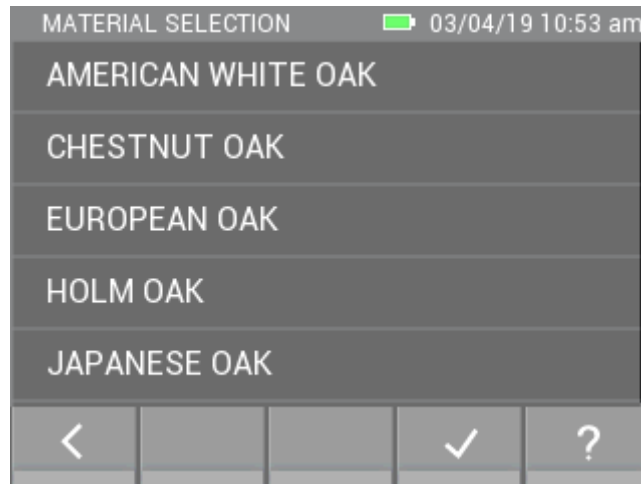 MATERIAL SELECTION 03/04/19 10:53 am
AMERICAN WHITE OAK
CHESTNUT OAK
EUROPEAN OAK
HOLM OAK
JAPANESE OAK
?